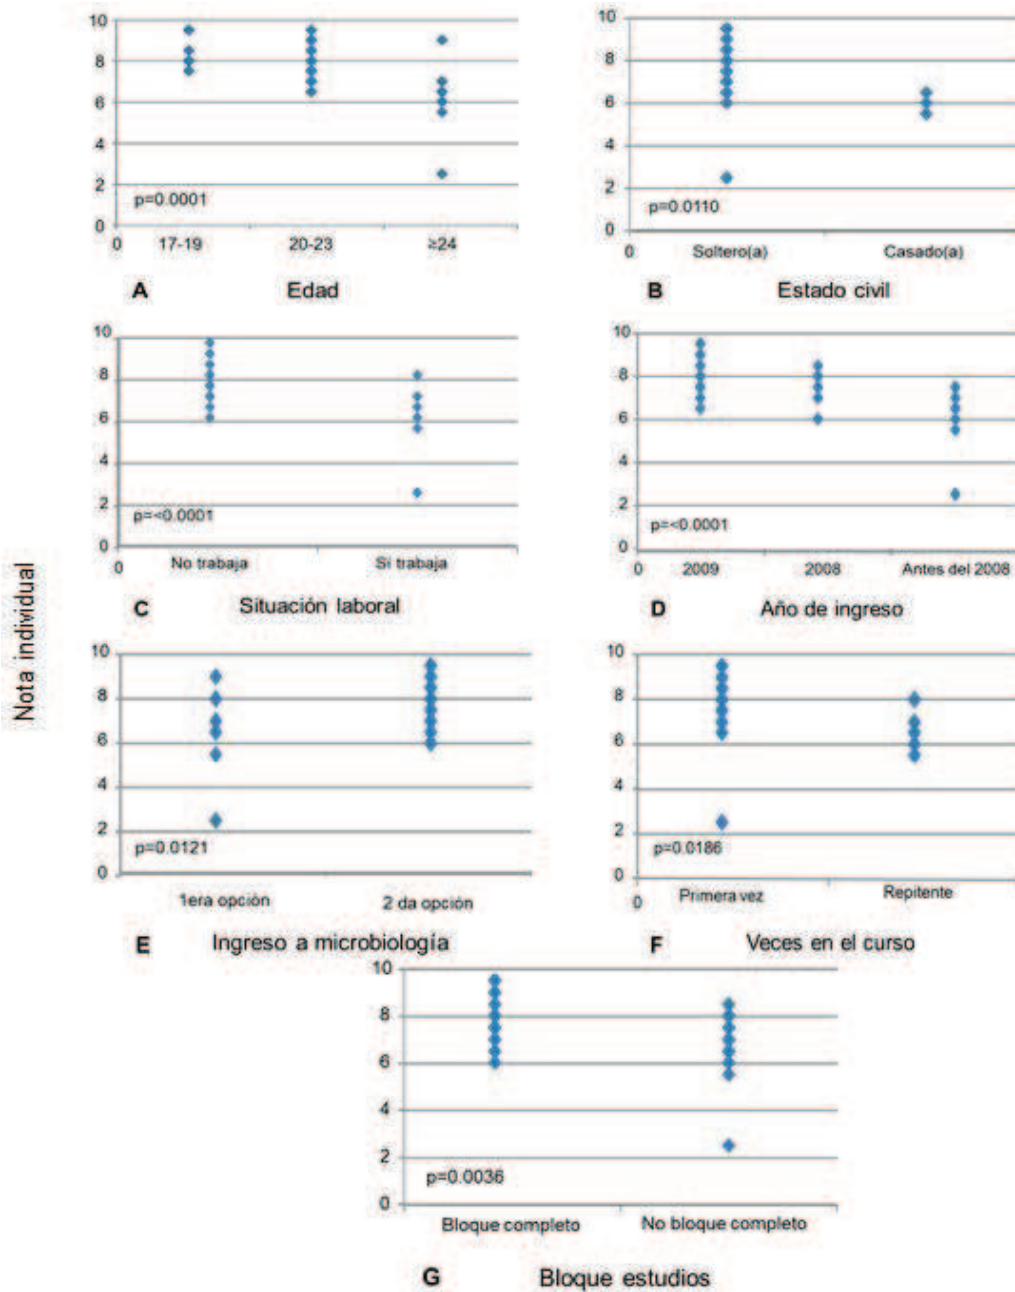 Nota individual
10
8
6
4
2
0
p=0.0001
0 17-19 20-23 ≥24
A Edad
10
8
6
4
2
0
p=0.0110
0 Soltero(a) Casado(a)
B Estado civil
10
8
6
4
2
0
p=<0.0001
0 No trabaja Si trabaja
C Situación laboral
10
8
6
4
2
0
p=<0.0001
0 2009 2008 Antes del 2008
D Año de ingreso
10
8
6
4
2
0
p=0.0121
1era opción 2 da opción
E Ingreso a microbiología
10
8
6
4
2
0
p=0.0186
0 Primera vez Repitente
F Veces en el curso
10
8
6
4
2
0
p=0.0036
Bloque completo No bloque completo
G Bloque estudios